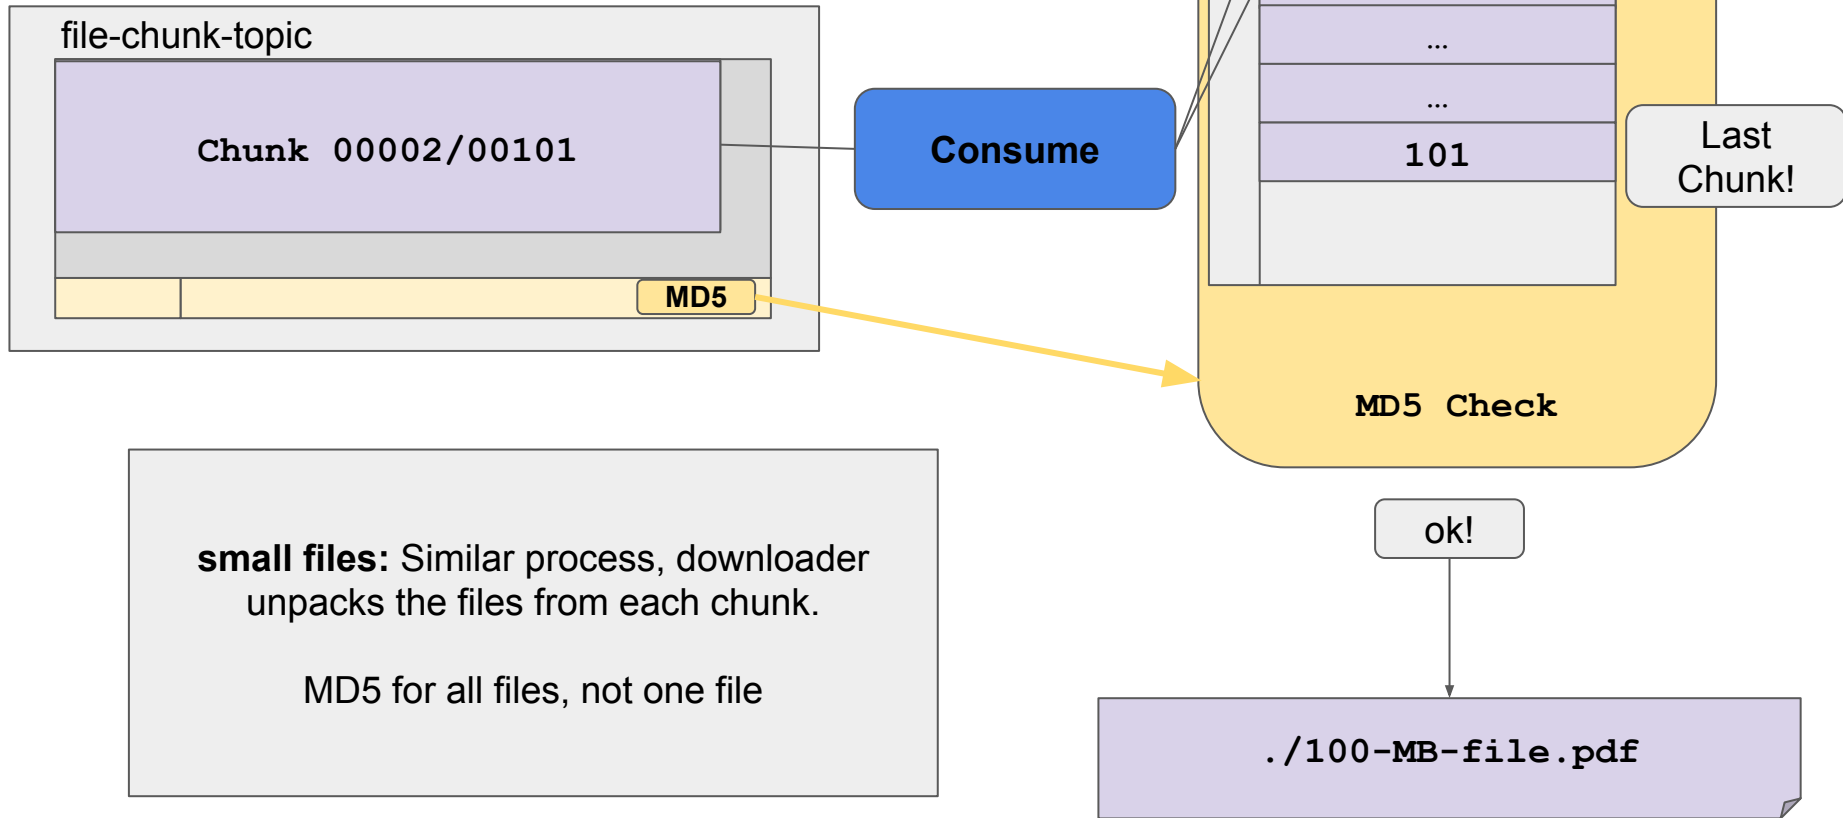 file-chunk-topic
Chunk 00002/00101
MD5
Consume
...
...
101
Last
Chunk!
MD5 Check
ok!
./100-MB-file.pdf
small files: Similar process, downloader
unpacks the files from each chunk.
MD5 for all files, not one file